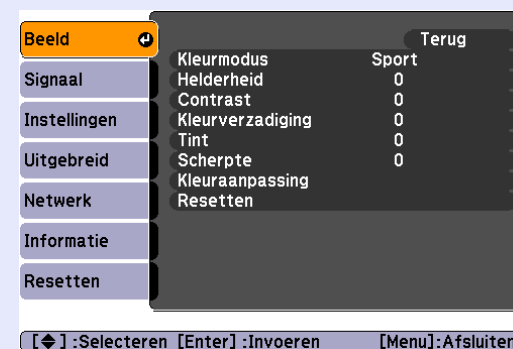 Beeld
Signaal
Instellingen
Uitgebreid
Netwerk
Informatie
Resetten
Terug
Kleurmodus Sport
Helderheid 0
Contrast 0
Kleurverzadiging 0
Tint 0
Scherpte 0
Kleuraanpassing
Resetten
[◆] :Selecteren [Enter] :Invoeren [Menu]:Afsluiten